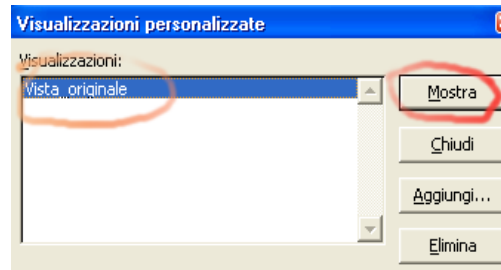 Visualizzazioni personalizzate
Visualizzazioni:
Vista_originale
Mostra
Chiudi
Aggiungi...
Elimina